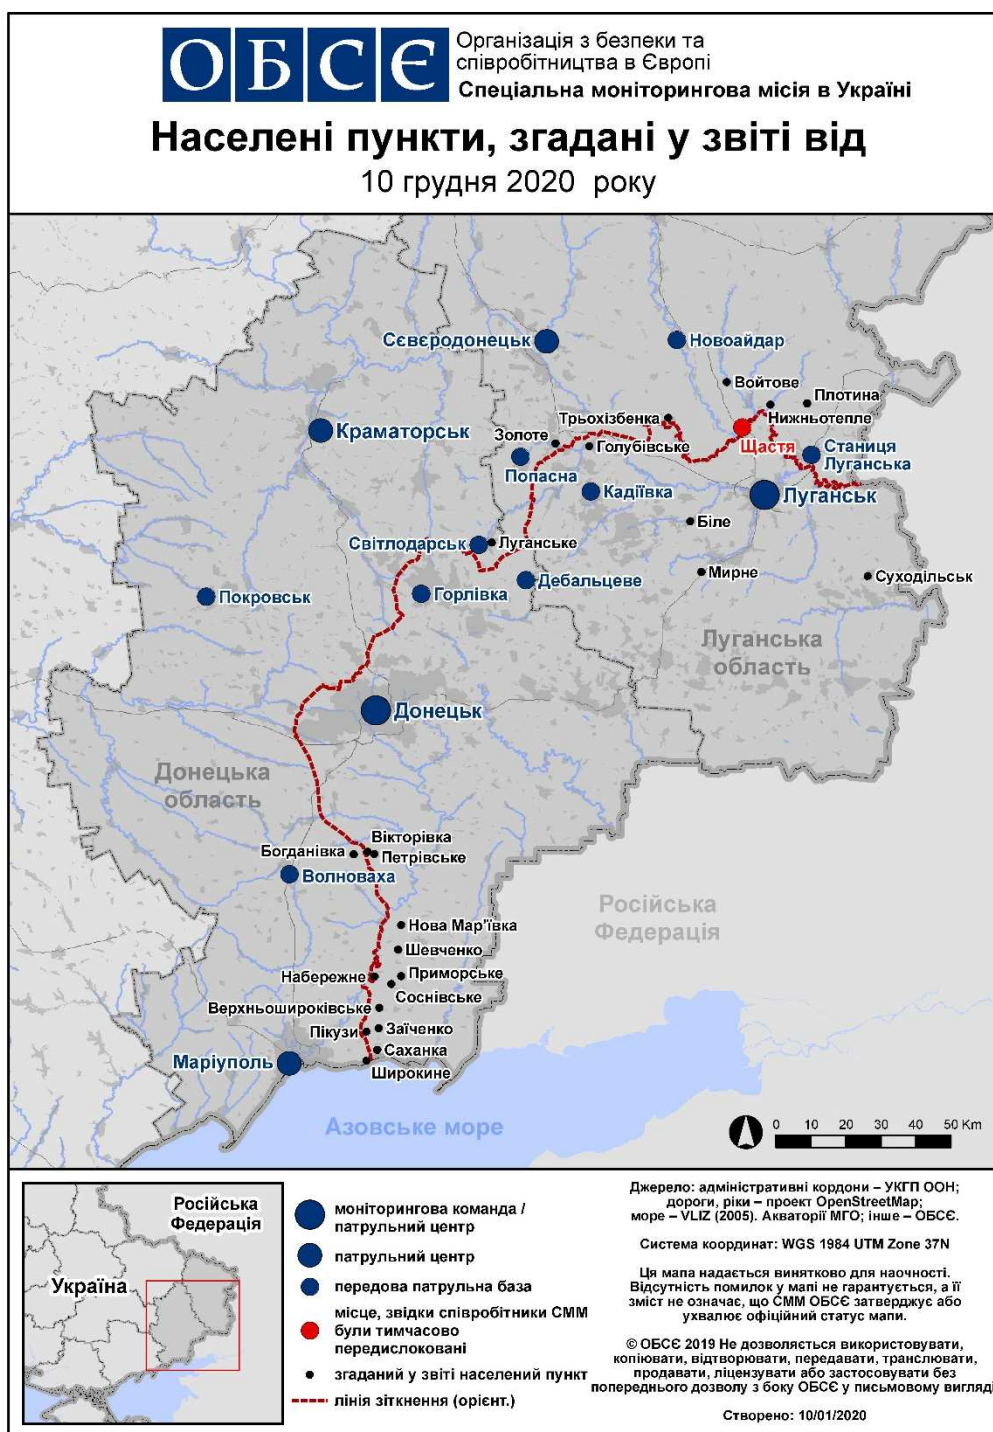 ОБСЄ
Організація з безпеки та
співробітництва в Європі
Спеціальна моніторингова місія в Україні
Населені пункти, згадані у звіті від
10 грудня 2020 року
Сєвєродонецьк
Новоайдар
Войтове
Плотина
Трьохізбенка
Нижньотепле
Краматорськ
Золоте
Голубівське
Щастя
Станиця
Луганська
Попасна
Кадіївка
Луганськ
Біле
Світлодарськ
Луганське
Дебальцеве
Мирне
Суходільськ
Покровськ
Горлівка
Луганська
область
Донецьк
Донецька
область
Вікторівка
Богданівка
Петрівське
Волноваха
Російська
Федерація
Нова Мар'ївка
Шевченко
Набережне
Приморське
Соснівське
Верхньошироківське
Пікузи
Заїченко
Саханка
Маріуполь
Широкине
Азовське море
0 10 20 30 40 50 Km
Російська
Федерація
Україна
моніторингова команда /
патрульний центр
патрульний центр
передова патрульна база
місце, звідки співробітники СММ
були тимчасово
передислоковані
згаданий у звіті населений пункт
лінія зіткнення (орієнт.)
Джерело: адміністративні кордони – УКГП ООН;
дороги, ріки – проект OpenStreetMap;
море – VLIZ (2005). Акваторії МГО; інше – ОБСЄ.
Система координат: WGS 1984 UTM Zone 37N
Ця мапа надається винятково для наочності.
Відсутність помилок у мапі не гарантується, а її
зміст не означає, що СММ ОБСЄ затверджує або
ухвалює офіційний статус мапи.
© ОБСЄ 2019 Не дозволяється використовувати,
копіювати, відтворювати, передавати, транслювати,
продавати, ліцензувати або застосовувати без
попереднього дозволу з боку ОБСЄ у письмовому вигляді
Створено: 10/01/2020